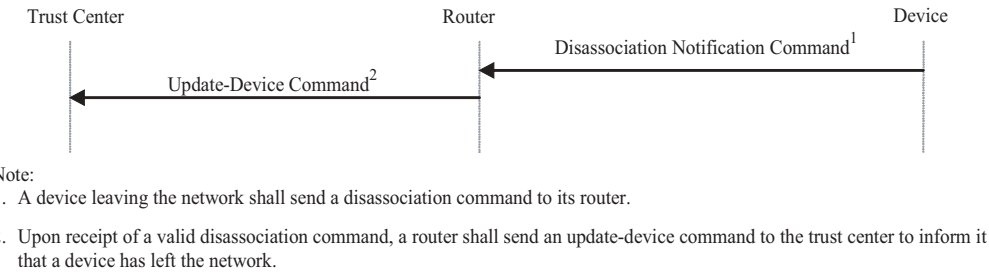 Trust Center Router Device
Disassociation Notification Command1
Update-Device Command2
Note:
. A device leaving the network shall send a disassociation command to its router.
. Upon receipt of a valid disassociation command, a router shall send an update-device command to the trust center to inform it
that a device has left the network.